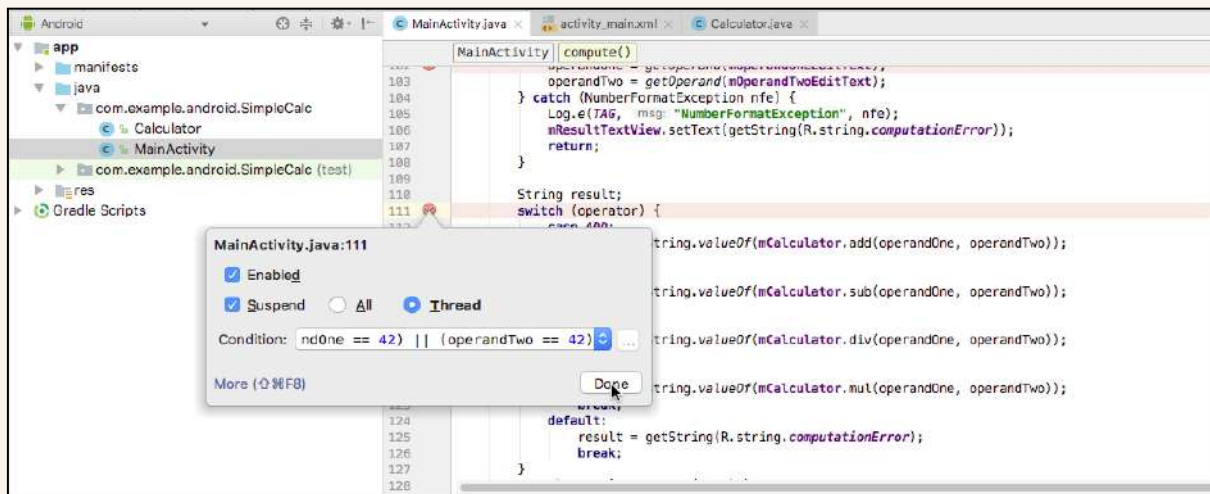 Android
MainActivity.java
activity_main.xml
Calculator.java
app
manifests
java
com.example.android.SimpleCalc
Calculator
MainActivity
com.example.android.SimpleCalc (test)
res
Gradle Scripts
MainActivity compute()
103 operandTwo = getOperand(mOperandTwoEditText);
104 } catch (NumberFormatException nfe) {
105 Log.e(TAG, msg: "NumberFormatException", nfe);
106 mResultTextView.setText(getString(R.string.computationError));
107 return;
108 }
109
110 String result;
111 switch (operator) {
tring.valueOf(mCalculator.add(operandOne, operandTwo));
tring.valueOf(mCalculator.sub(operandOne, operandTwo));
tring.valueOf(mCalculator.div(operandOne, operandTwo));
tring.valueOf(mCalculator.mul(operandOne, operandTwo));
124 default:
125 result = getString(R.string.computationError);
126 break;
127 }
128
MainActivity.java:111
Enabled
Suspend All Thread
Condition: ndOne == 42) || (operandTwo == 42) ...
More (⇧⌘F8)
Done